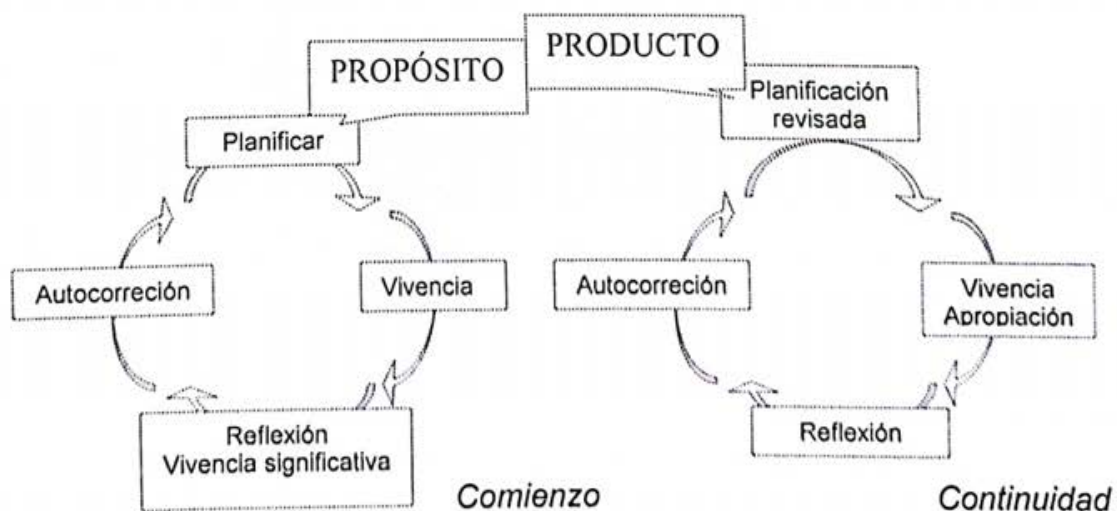 PROPÓSITO
PRODUCTO
Planificar
Vivencia
Reflexión
Vivencia significativa
Autocorreción
Comienzo
Planificación
revisada
Vivencia
Apropiación
Reflexión
Autocorreción
Continuidad